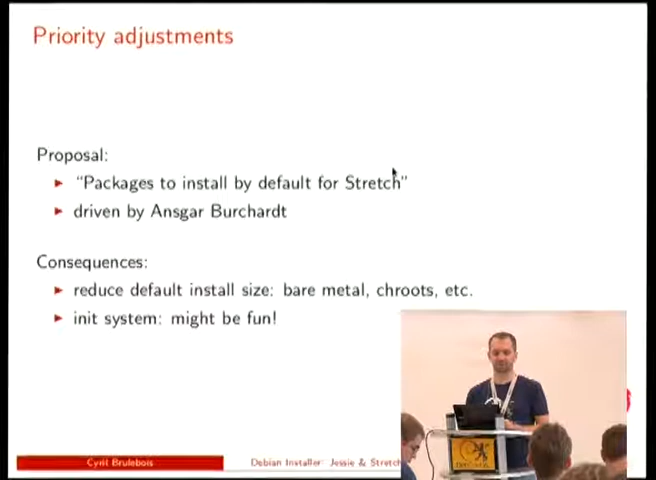 Priority adjustments
Proposal:
"Packages to install by default for Stretch"
driven by Ansgar Burchardt
Consequences:
reduce default install size: bare metal, chroots, etc.
init system: might be fun!
Cyril Brulebois
Debian Installer: Jessie & Stretch